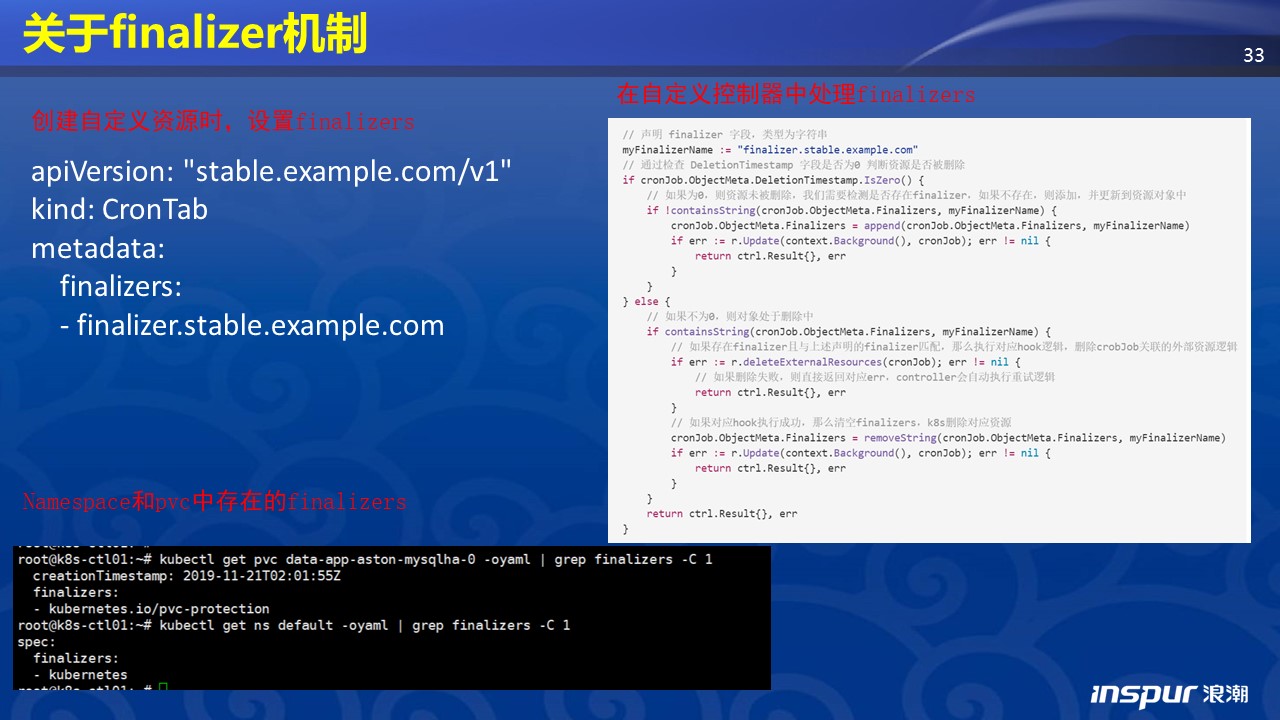 关于finalizer机制
33
创建自定义资源时，设置finalizers
apiVersion: "stable.example.com/v1"
kind: CronTab
metadata:
finalizers:
- finalizer.stable.example.com
在自定义控制器中处理finalizers
// 声明 finalizer 字段，类型为字符串
myFinalizerName := "finalizer.stable.example.com"
// 通过检查 DeletionTimestamp 字段是否为0 判断资源是否被删除
if cronJob.ObjectMeta.DeletionTimestamp.IsZero() {
// 如果为0，则资源未被删除，我们需要检测是否存在finalizer，如果不存在，则添加，并更新到资源对象中
if !containsString(cronJob.ObjectMeta.Finalizers, myFinalizerName) {
cronJob.ObjectMeta.Finalizers = append(cronJob.ObjectMeta.Finalizers, myFinalizerName)
if err := r.Update(context.Background(), cronJob); err != nil {
return ctrl.Result{}, err
}
}
} else {
// 如果不为0，则对象处于删除中
if containsString(cronJob.ObjectMeta.Finalizers, myFinalizerName) {
// 如果存在finalizer且与上述声明的finalizer匹配，那么执行对应hook逻辑，删除crobJob关联的外部资源逻辑
if err := r.deleteExternalResources(cronJob); err != nil {
// 如果删除失败，则直接返回对应err，controller会自动执行重试逻辑
return ctrl.Result{}, err
}
// 如果对应hook执行成功，那么清空finalizers，k8s删除对应资源
cronJob.ObjectMeta.Finalizers = removeString(cronJob.ObjectMeta.Finalizers, myFinalizerName)
if err := r.Update(context.Background(), cronJob); err != nil {
return ctrl.Result{}, err
}
}
return ctrl.Result{}, err
}
Namespace和pvc中存在的finalizers
root@k8s-ctl01:~#
root@k8s-ctl01:~# kubectl get pvc data-app-aston-mysqlha-0 -oyaml | grep finalizers -C 1
creationTimestamp: 2019-11-21T02:01:55Z
finalizers:
- kubernetes.io/pvc-protection
root@k8s-ctl01:~# kubectl get ns default -oyaml | grep finalizers -C 1
spec:
finalizers:
- kubernetes
root@k8s-ctl01:~#
inspur 浪潮